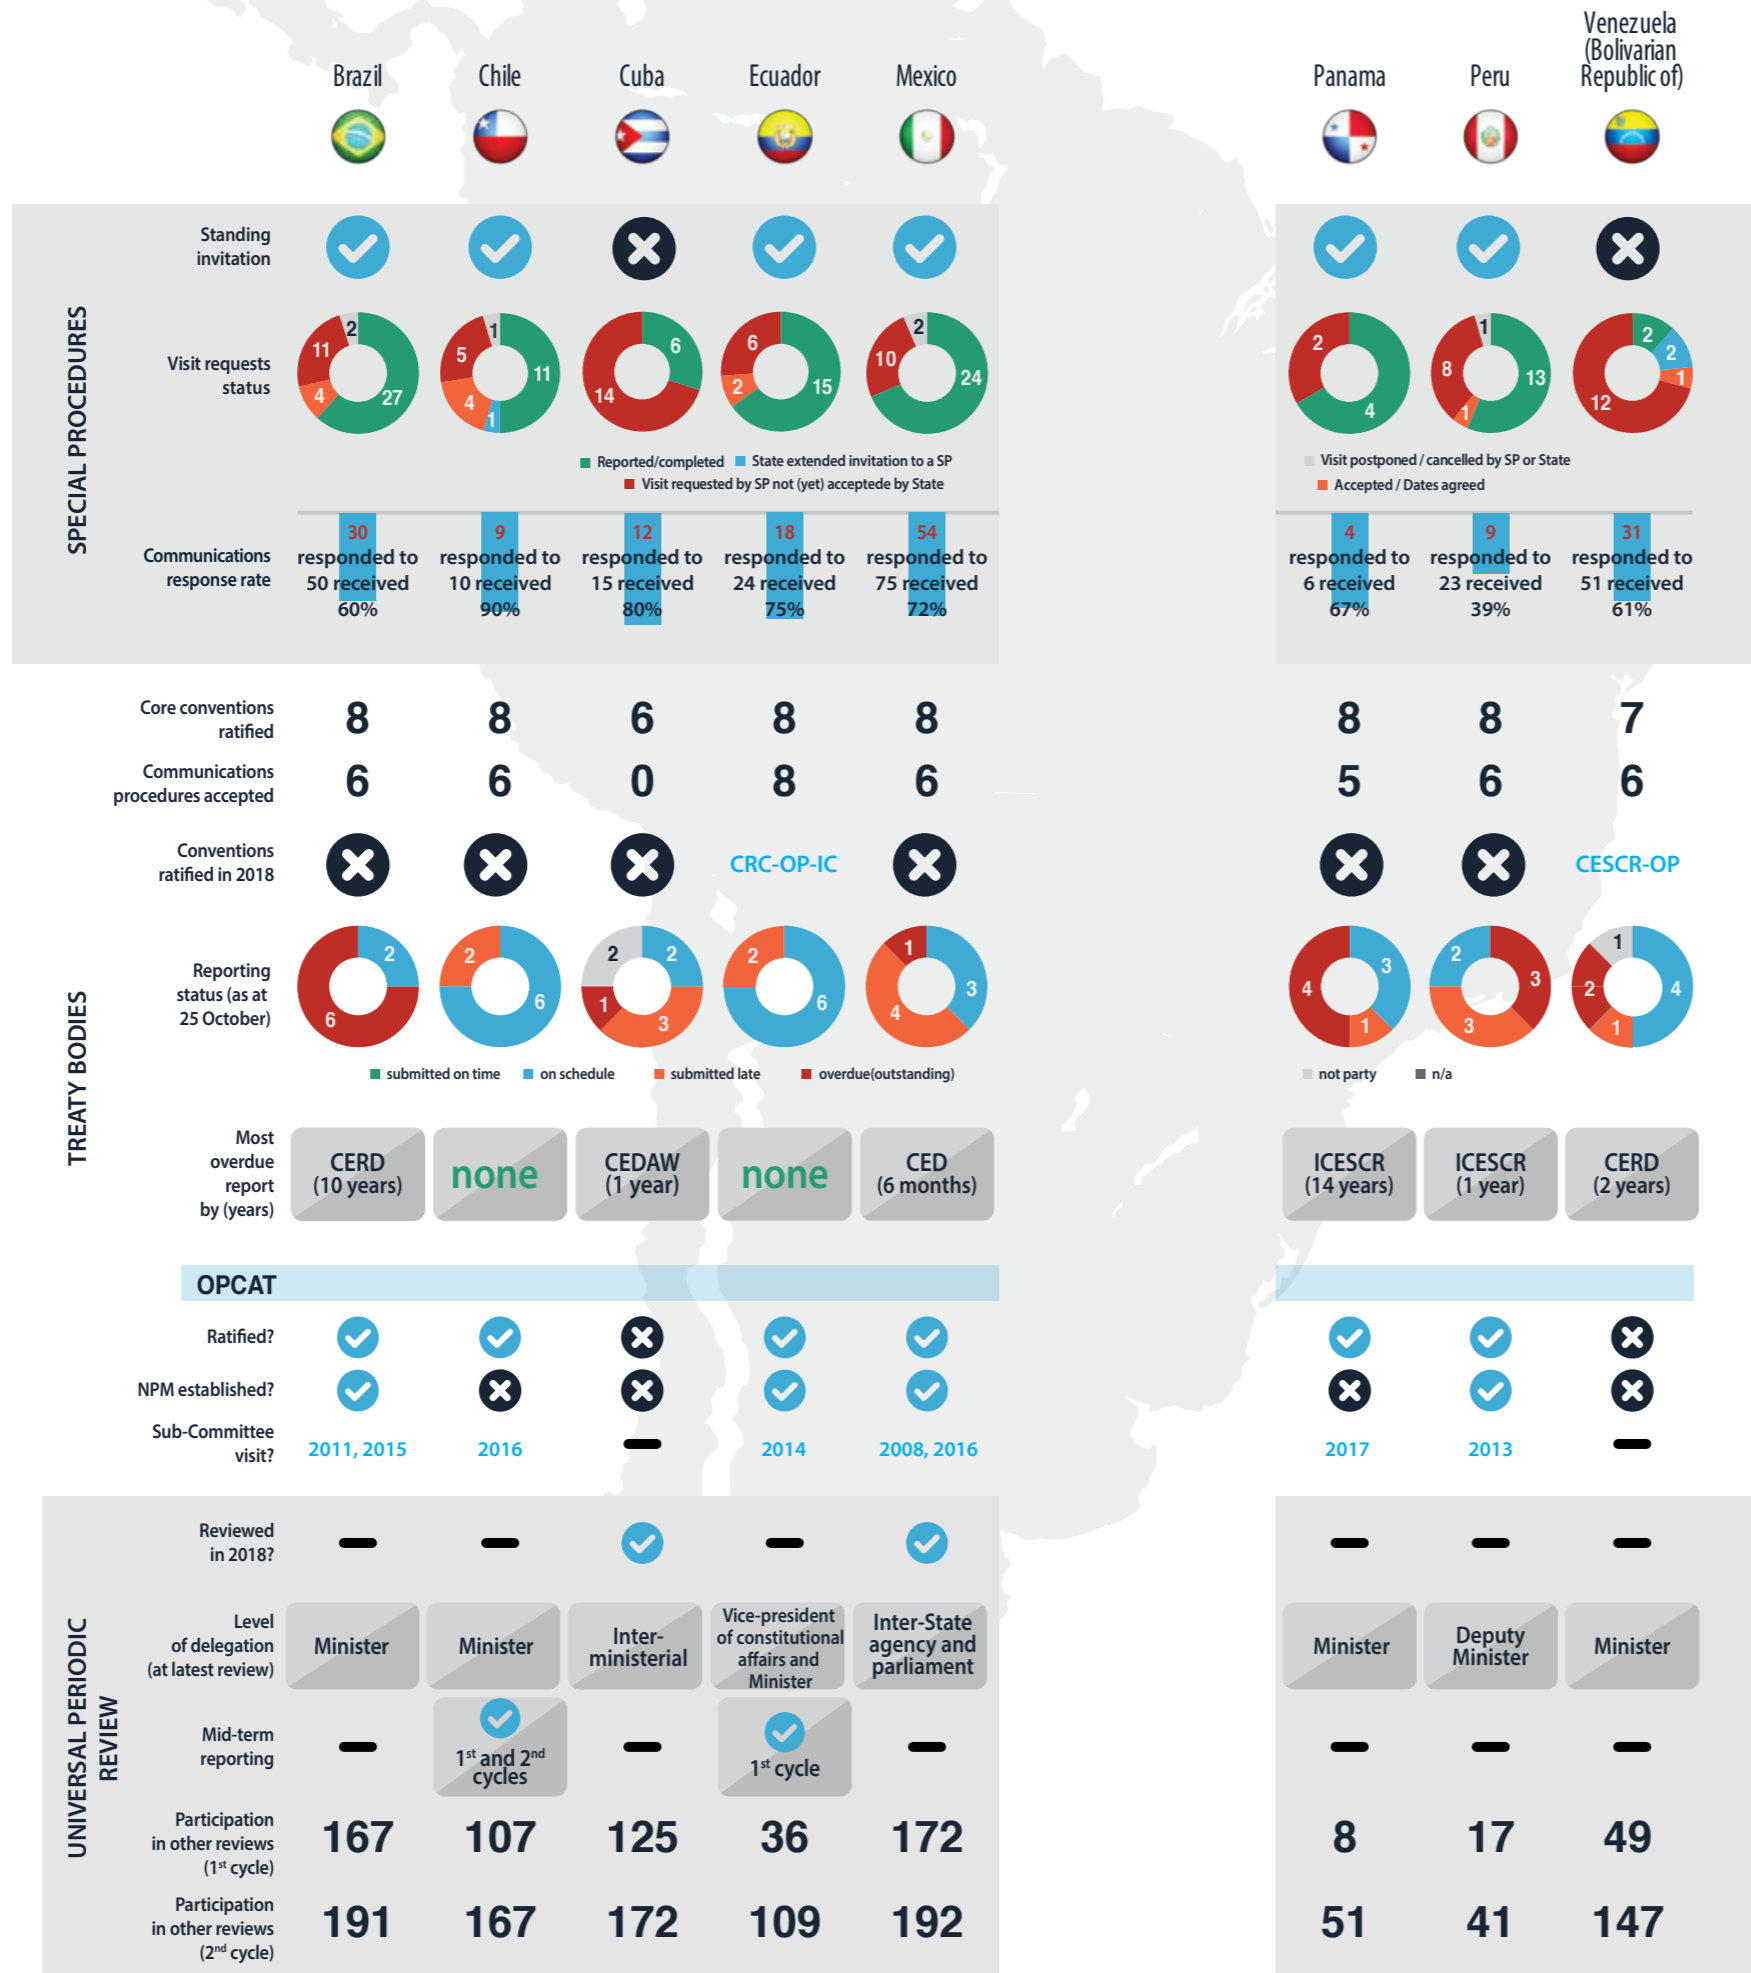 Brazil
Chile
Cuba
Ecuador
Mexico
Panama
Peru
Venezuela
(Bolivarian
Republic of)
SPECIAL PROCEDURES
Standing
invitation
Visit requests
status
2
11
4
27
1
5
4
1
11
6
14
6
2
15
2
10
24
2
4
1
8
1
13
2
2
1
12
Reported/completed
State extended invitation to a SP
Visit requested by SP not (yet) acceptede by State
Visit postponed / cancelled by SP or State
Accepted / Dates agreed
Communications
response rate
30
responded to
50 received
60%
9
responded to
10 received
90%
12
responded to
15 received
80%
18
responded to
24 received
75%
54
responded to
75 received
72%
4
responded to
6 received
67%
9
responded to
23 received
39%
31
responded to
51 received
61%
TREATY BODIES
Core conventions
ratified
8 8 6 8 8 8 8 7
Communications
procedures accepted
6 6 0 8 6 5 6 6
Conventions
ratified in 2018
CRC-OP-IC
CESCR-OP
Reporting
status (as at
25 October)
2
6
2
6
2
2
1
3
2
6
1
3
4
3
4
1
2
3
3
1
4
2
1
submitted on time
on schedule
submitted late
overdue(outstanding)
not party
n/a
Most
overdue
report
by (years)
CERD
(10 years)
none
CEDAW
(1 year)
none
CED
(6 months)
ICESCR
(14 years)
ICESCR
(1 year)
CERD
(2 years)
OPCAT
Ratified?
NPM established?
Sub-Committee
visit?
2011, 2015
2016
2014
2008, 2016
2017
2013
UNIVERSAL PERIODIC
REVIEW
Reviewed
in 2018?
Level
of delegation
(at latest review)
Minister
Minister
Inter-
ministerial
Vice-president
of constitutional
affairs and
Minister
Inter-State
agency and
parliament
Minister
Deputy
Minister
Minister
Mid-term
reporting
1st and 2nd
cycles
1st cycle
Participation
in other reviews
(1st cycle)
167 107 125 36 172 8 17 49
Participation
in other reviews
(2nd cycle)
191 167 172 109 192 51 41 147